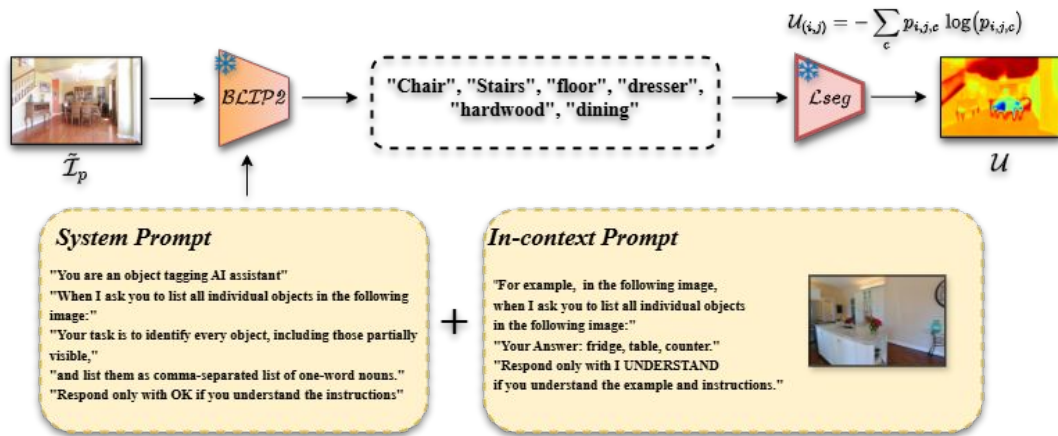 𝒰(i,j) = − ∑c p_{i,j,c} log(p_{i,j,c})
BLIP2
"Chair", "Stairs", "floor", "dresser",
"hardwood", "dining"
ℒseg
Ĩp
𝒰
System Prompt
"You are an object tagging AI assistant"
"When I ask you to list all individual objects in the following
image:"
"Your task is to identify every object, including those partially
visible,"
"and list them as comma-separated list of one-word nouns."
"Respond only with OK if you understand the instructions"
+
In-context Prompt
"For example, in the following image,
when I ask you to list all individual objects
in the following image:"
"Your Answer: fridge, table, counter."
"Respond only with I UNDERSTAND
if you understand the example and instructions."